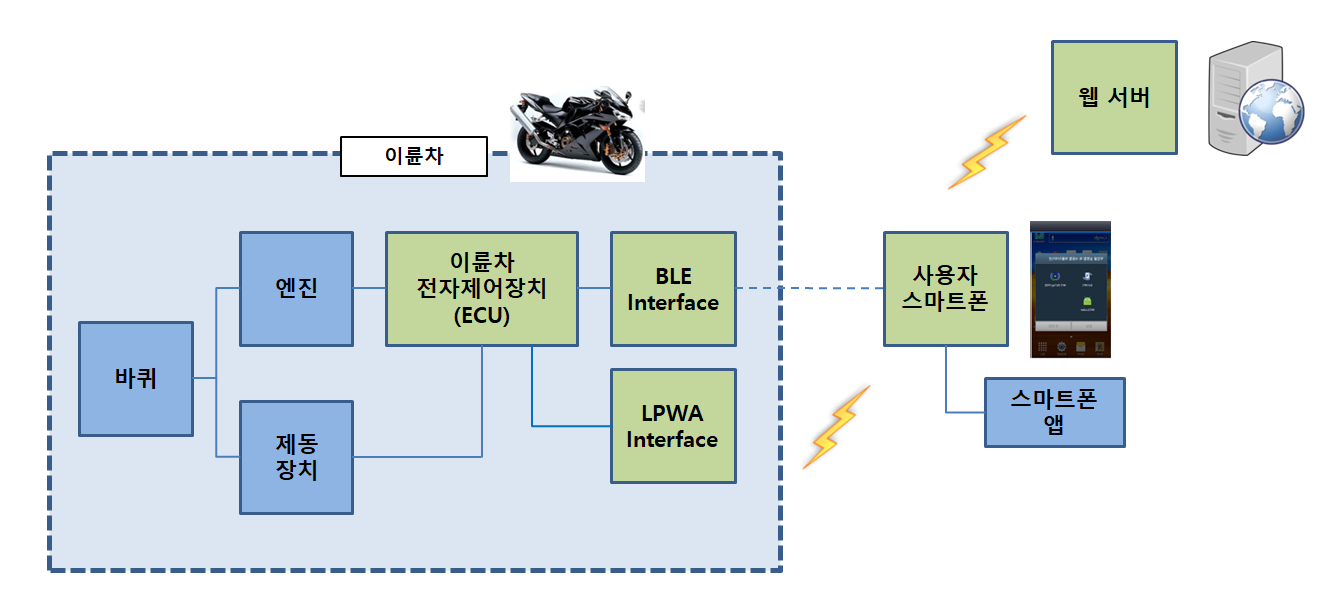 웹 서버
이륜차
엔진
이륜차
전자제어장치
(ECU)
BLE
Interface
사용자
스마트폰
바퀴
제동
장치
LPWA
Interface
스마트폰
앱